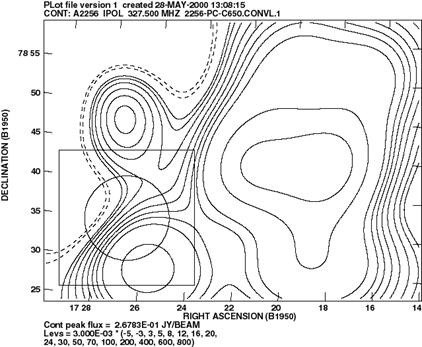 PLot file version 1 created 28-MAY-2000 13:08:15
CONT: A2256 IPOL 327.500 MHZ 2256-PC-C650.CONVL.1
DECLINATION (B1950)
78 55
50
45
40
35
30
25
17 28
26
24
22
20
18
16
14
RIGHT ASCENSION (B1950)
Cont peak flux = 2.6783E-01 JY/BEAM
Levs = 3.000E-03 * (-5, -3, 3, 5, 8, 12, 16, 20,
24, 30, 50, 70, 100, 200, 400, 600, 800)